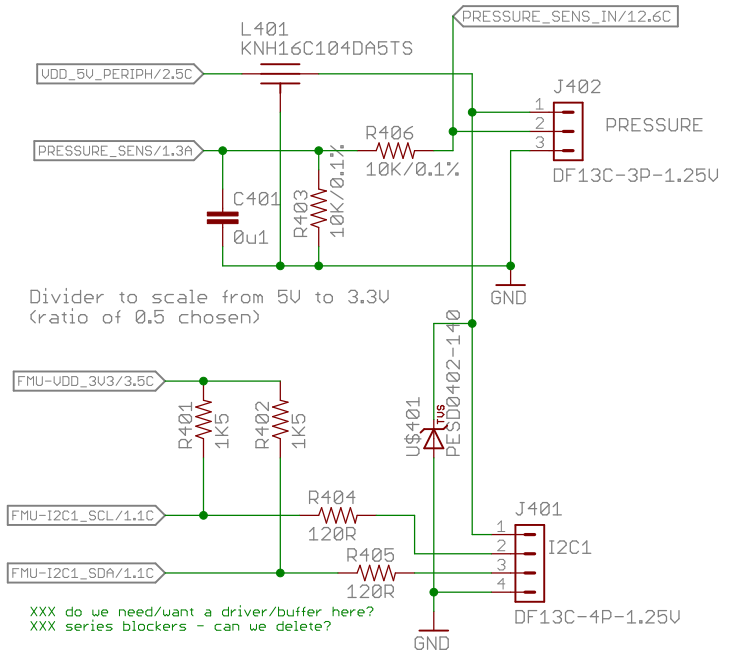 PRESSURE_SENS_IN/12.6C
L401
KNH16C104DA5TS
VDD_5V_PERIPH/2.5C
J402
1
2
3
PRESSURE
DF13C-3P-1.25V
PRESSURE_SENS/1.3A
R406
10K/0.1%
C401
0u1
R403
10K/0.1%
GND
Divider to scale from 5V to 3.3V
(ratio of 0.5 chosen)
FMU-VDD_3V3/3.5C
R401
1K5
R402
1K5
U$401
TVS
PESD0402-140
FMU-I2C1_SCL/1.1C
R404
120R
J401
1
2
3
4
I2C1
DF13C-4P-1.25V
FMU-I2C1_SDA/1.1C
R405
120R
XXX do we need/want a driver/buffer here?
XXX series blockers - can we delete?
GND